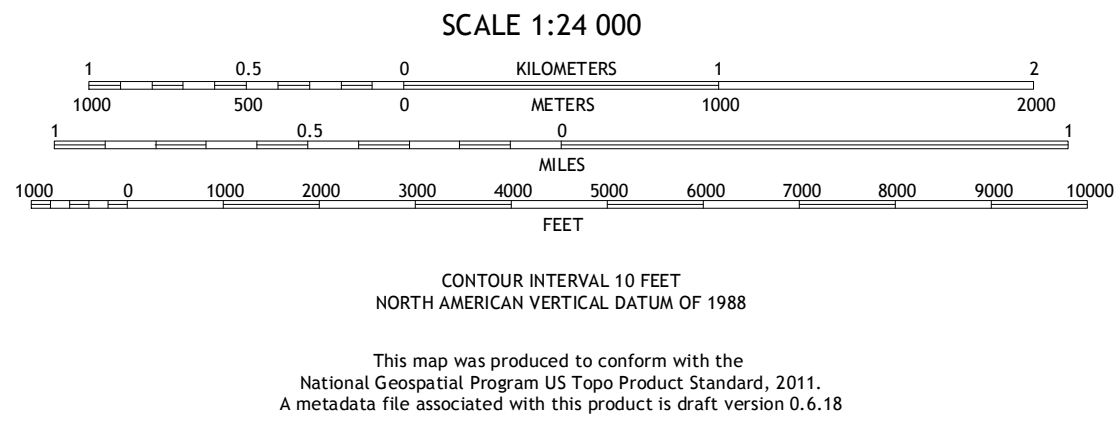 SCALE 1:24 000
1 0.5 0 KILOMETERS 1 2
1000 500 0 METERS 1000 2000
1 0.5 0 1
MILES
1000 0 1000 2000 3000 4000 5000 6000 7000 8000 9000 10000
FEET
CONTOUR INTERVAL 10 FEET
NORTH AMERICAN VERTICAL DATUM OF 1988
This map was produced to conform with the
National Geospatial Program US Topo Product Standard, 2011.
A metadata file associated with this product is draft version 0.6.18